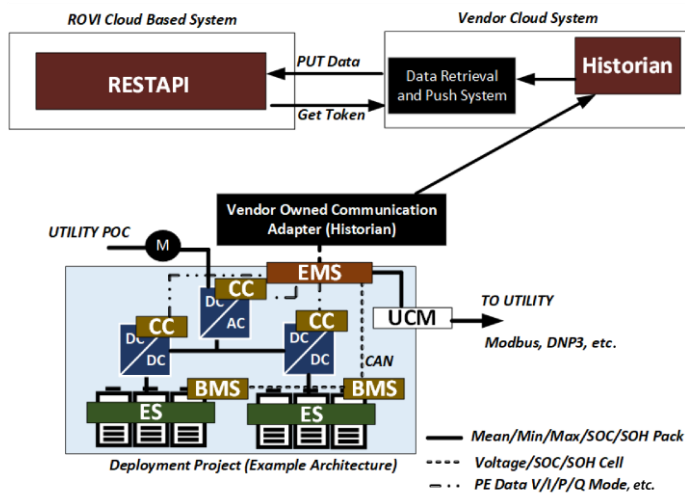 ROVI Cloud Based System
Vendor Cloud System
PUT Data
RESTAPI
Data Retrieval
and Push System
Historian
Get Token
Vendor Owned Communication
Adapter (Historian)
UTILITY POC
M
EMS
CC
DC
AC
UCM
TO UTILITY
Modbus, DNP3, etc.
CC
DC
DC
CC
DC
DC
CAN
BMS
BMS
ES
ES
Deployment Project (Example Architecture)
Mean/Min/Max/SOC/SOH Pack
Voltage/SOC/SOH Cell
PE Data V/I/P/Q Mode, etc.